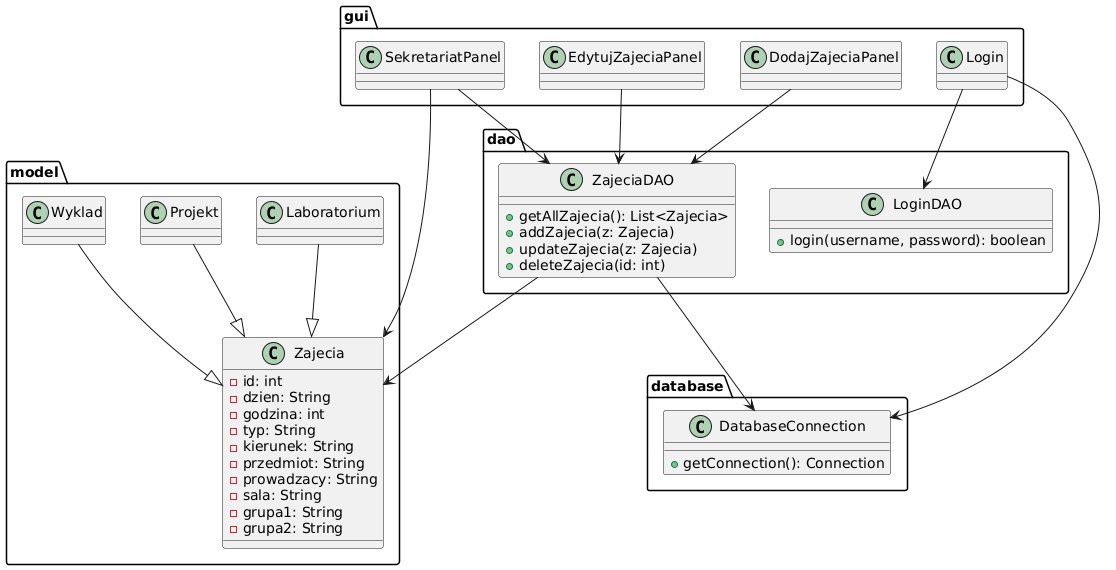 gui
C SekretariatPanel
C EdytujZajeciaPanel
C DodajZajeciaPanel
C Login
dao
C ZajeciaDAO
getAllZajecia(): List<Zajecia>
addZajecia(z: Zajecia)
updateZajecia(z: Zajecia)
deleteZajecia(id: int)
C LoginDAO
login(username, password): boolean
model
C Wyklad
C Projekt
C Laboratorium
C Zajecia
id: int
dzien: String
godzina: int
typ: String
kierunek: String
przedmiot: String
prowadzacy: String
sala: String
grupa1: String
grupa2: String
database
C DatabaseConnection
getConnection(): Connection